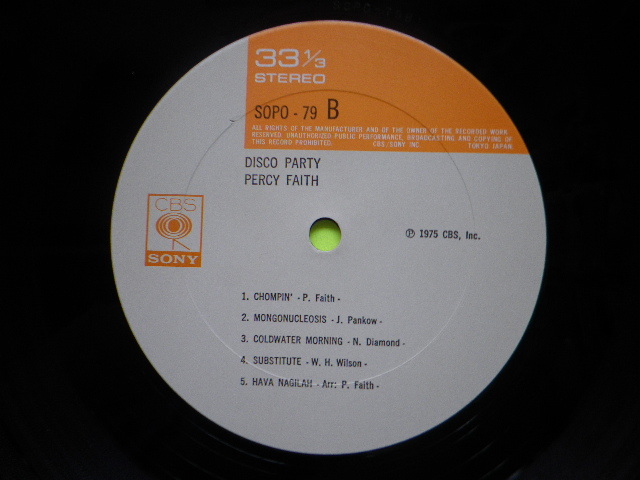 33 1/3
STEREO
SOPO - 79 B
ALL RIGHTS OF THE MANUFACTURER AND OF THE OWNER OF THE RECORDED WORK
RESERVED. UNAUTHORIZED PUBLIC PERFORMANCE, BROADCASTING AND COPYING OF
THIS RECORD PROHIBITED. CBS/SONY INC. TOKYO JAPAN
DISCO PARTY
PERCY FAITH
CBS
SONY
℗ 1975 CBS, Inc.
1. CHOMPIN' - P. Faith -
2. MONGONUCLEOSIS - J. Pankow -
3. COLDWATER MORNING - N. Diamond -
4. SUBSTITUTE - W. H. Wilson -
5. HAVA NAGILAH - Arr: P. Faith -